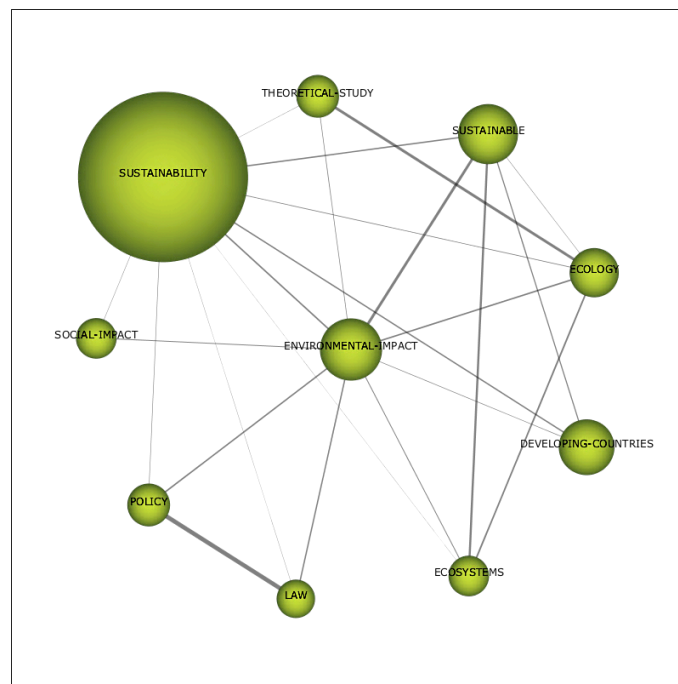 THEORETICAL-STUDY
SUSTAINABLE
SUSTAINABILITY
ECOLOGY
SOCIAL-IMPACT
ENVIRONMENTAL-IMPACT
DEVELOPING-COUNTRIES
POLICY
ECOSYSTEMS
LAW